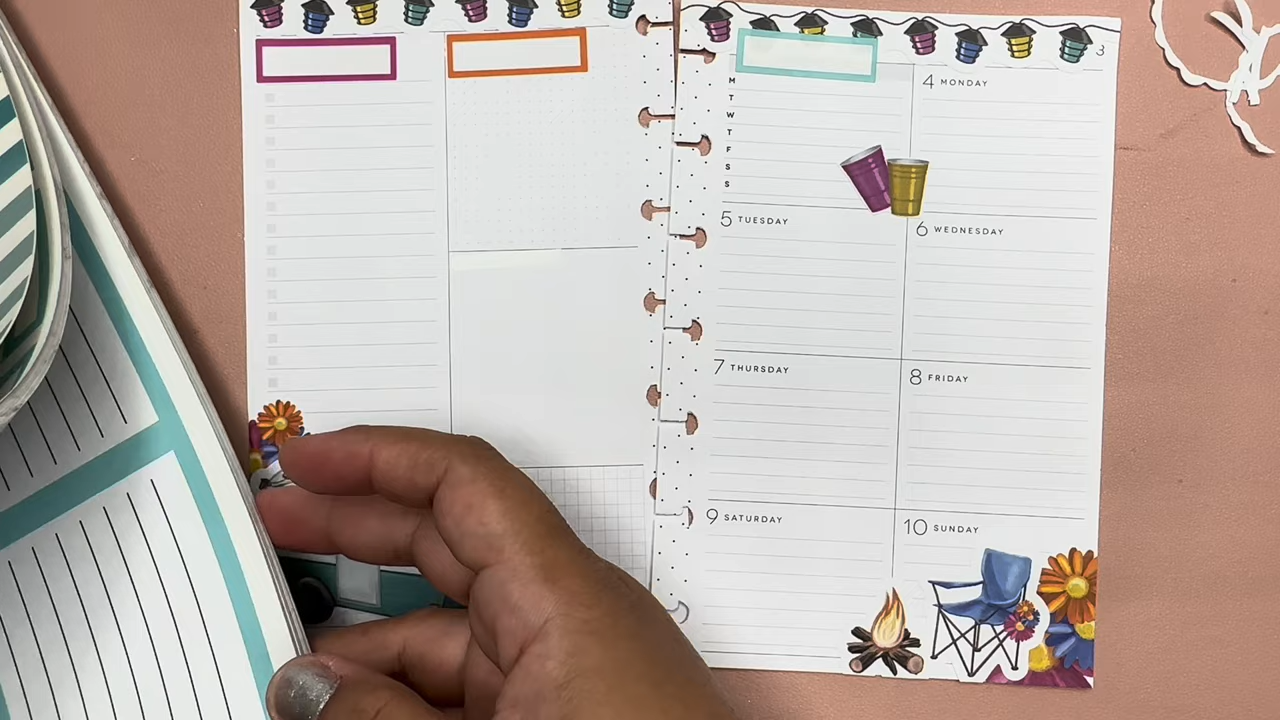 3
M
T
W
T
F
S
S
4 MONDAY
5 TUESDAY
6 WEDNESDAY
7 THURSDAY
8 FRIDAY
9 SATURDAY
10 SUNDAY